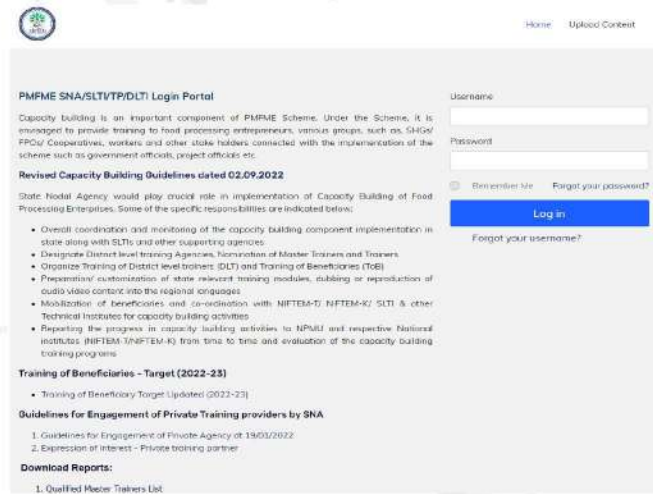 Home Upload Content
PMFME SNA/SLTI/TP/DLTI Login Portal
Capacity building is an important component of PMFME Scheme. Under the Scheme, it is
envisaged to provide training to food processing entrepreneurs, various groups, such as, SHGs/
FPOs/ Cooperatives, workers and other stake holders connected with the implementation of the
scheme such as government officials, project officials etc.
Revised Capacity Building Guidelines dated 02.09.2022
State Nodal Agency would play crucial role in implementation of Capacity Building of Food
Processing Enterprises. Some of the specific responsibilities are indicated below:
• Overall coordination and monitoring of the capacity building component implementation in
state along with SLTIs and other supporting agencies
• Designate District level training Agencies, Nomination of Master Trainers and Trainers
• Organize Training of District level trainers (DLT) and Training of Beneficiaries (ToB)
• Preparation/ customization of state relevant training modules, dubbing or reproduction of
audio video content into the regional languages
• Mobilization of beneficiaries and co-ordination with NIFTEM-T/ NIFTEM-K/ SLTI & other
Technical Institutes for capacity building activities
• Reporting the progress in capacity building activities to NPMU and respective National
institutes (NIFTEM-T/NIFTEM-K) from time to time and evaluation of the capacity building
training programs
Training of Beneficiaries - Target (2022-23)
• Training of Beneficiary Target Updated (2022-23)
Guidelines for Engagement of Private Training providers by SNA
1. Guidelines for Engagement of Private Agency dt 19/01/2022
2. Expression of Interest - Private training partner
Download Reports:
1. Qualified Master Trainers List
Username
Password
Remember Me Forgot your password?
Log in
Forgot your username?